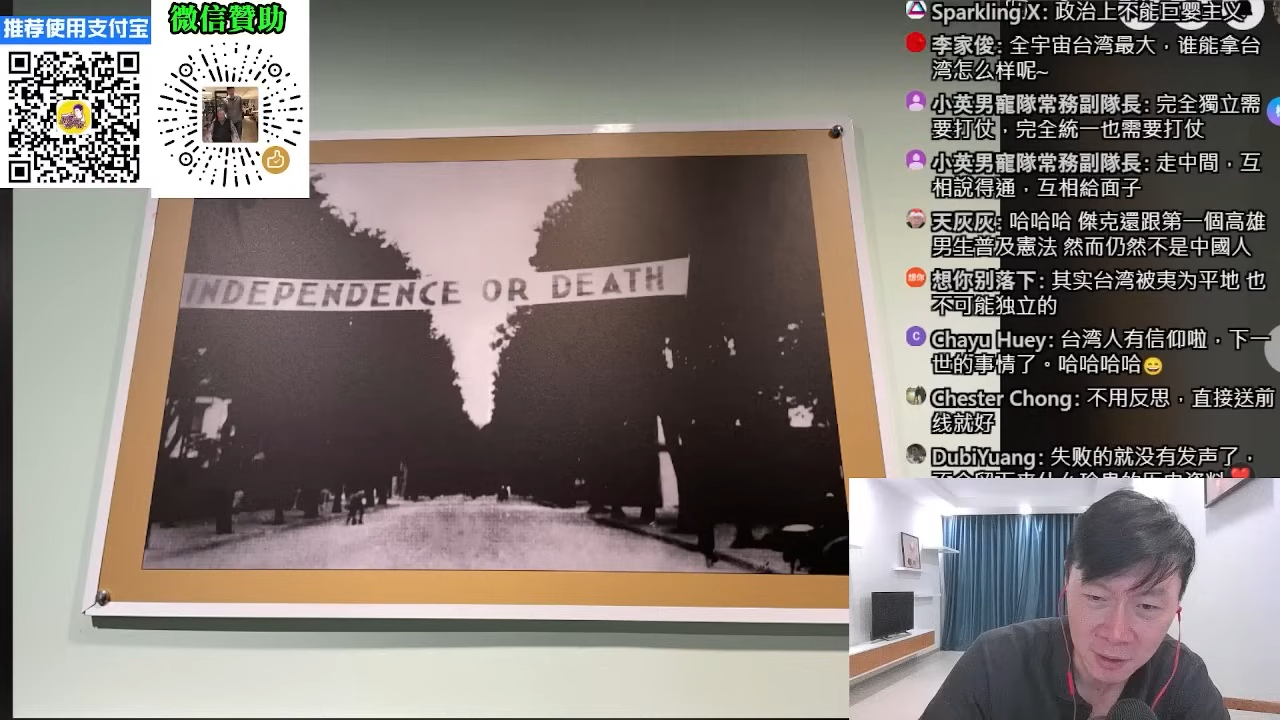 推荐使用支付宝
微信贊助
INDEPENDENCE OR DEATH
Sparkling X: 政治上不能巨婴主义
李家俊: 全宇宙台湾最大，谁能拿台
湾怎么样呢~
小英男寵隊常務副隊長: 完全獨立需
要打仗，完全統一也需要打仗
小英男寵隊常務副隊長: 走中間，互
相說得通，互相給面子
天灰灰: 哈哈哈 傑克還跟第一個高雄
男生普及憲法 然而仍然不是中國人
想你别落下: 其实台湾被夷为平地 也
不可能独立的
Chayu Huey: 台湾人有信仰啦，下一
世的事情了。哈哈哈哈😄
Chester Chong: 不用反思，直接送前
线就好
DubiYuang: 失败的就没有发声了，